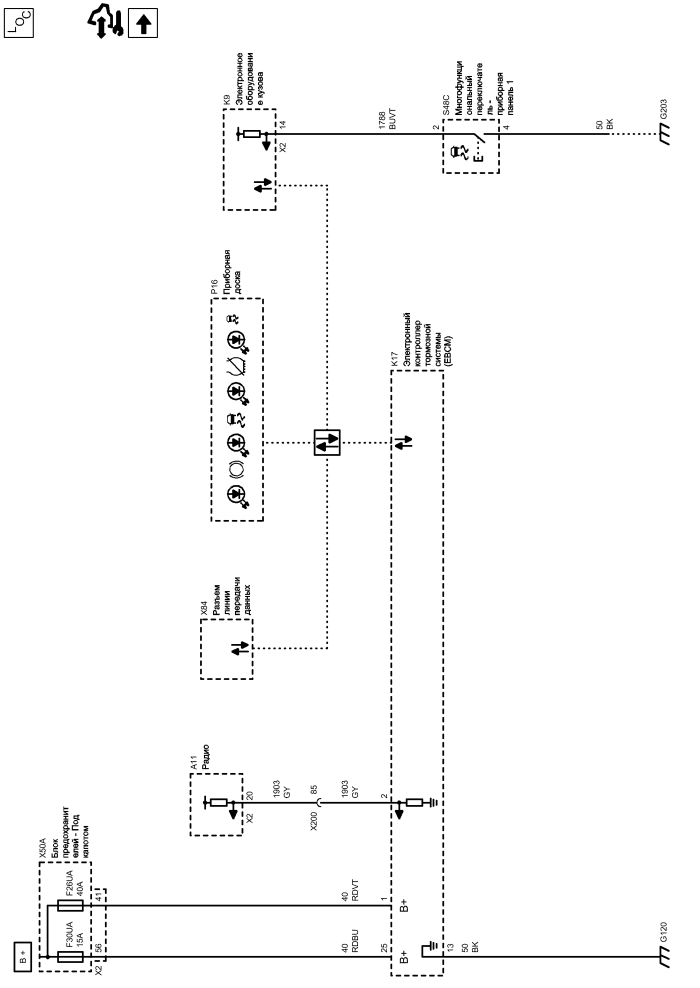 LOC
B +
X50A
Блок
предохранит
елей - Под
капотом
F30UA
15A
F26UA
40A
X2
56
41
40
RDBU
25
B+
40
RDVT
1
B+
13
50
BK
G120
A11
Радио
X2
20
1903
GY
X200
85
1903
GY
2
X84
Разъем
линии
передачи
данных
P16
Приборная
доска
K17
Электронный
контроллер
тормозной
системы
(EBCM)
K9
Электронное
оборудовани
е кузова
X2
14
1788
BUVT
2
S48C
Многофункци
ональный
переключате
ль -
приборная
панель 1
4
50
BK
G203